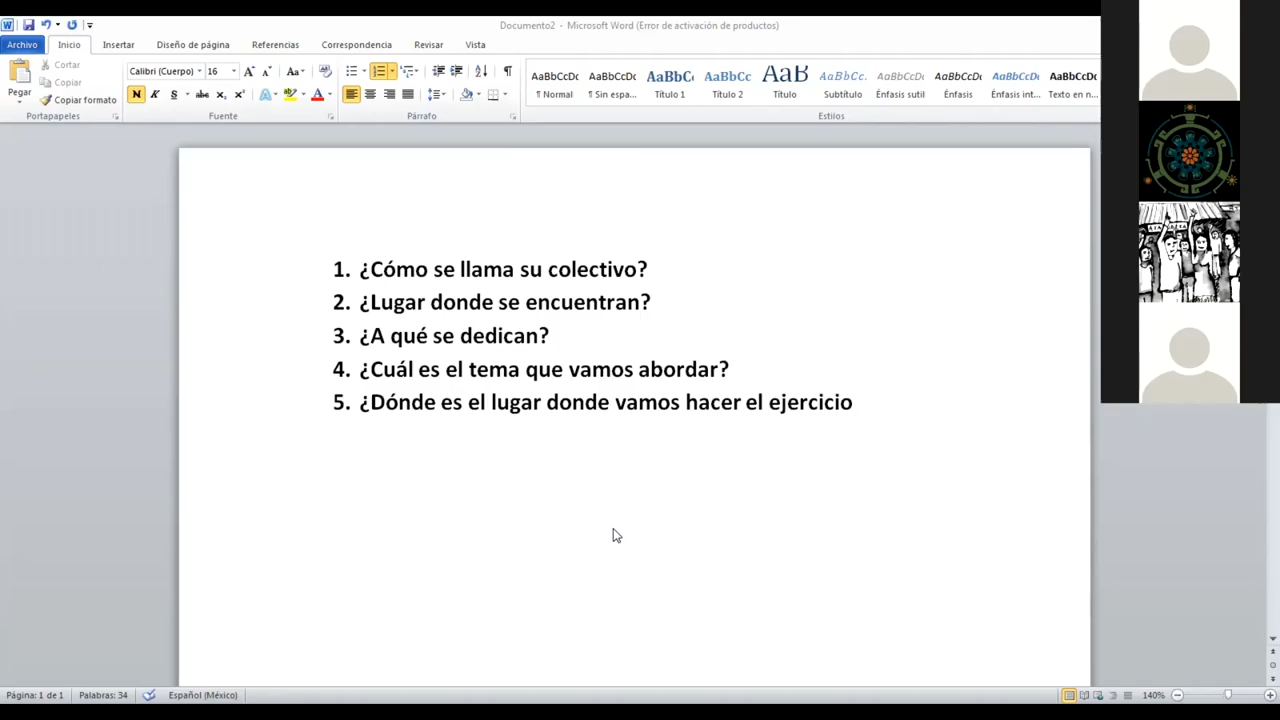 Documento2 - Microsoft Word (Error de activación de productos)
Archivo Inicio Insertar Diseño de página Referencias Correspondencia Revisar Vista
Cortar
Copiar
Copiar formato
Pegar
Calibri (Cuerpo) 16
N K S abc x₂ x² A ab A
AaBbCcDc AaBbCcDc AaBbC AaBbCc AaB AaBbCc. AaBbCcDc AaBbCcDc AaBbCcDc AaBbCcDc
¶ Normal ¶ Sin espa... Título 1 Título 2 Título Subtítulo Énfasis sutil Énfasis Énfasis int... Texto en n...
Portapapeles Fuente Párrafo Estilos
1. ¿Cómo se llama su colectivo?
2. ¿Lugar donde se encuentran?
3. ¿A qué se dedican?
4. ¿Cuál es el tema que vamos abordar?
5. ¿Dónde es el lugar donde vamos hacer el ejercicio
Página: 1 de 1 Palabras: 34 Español (México) 140%